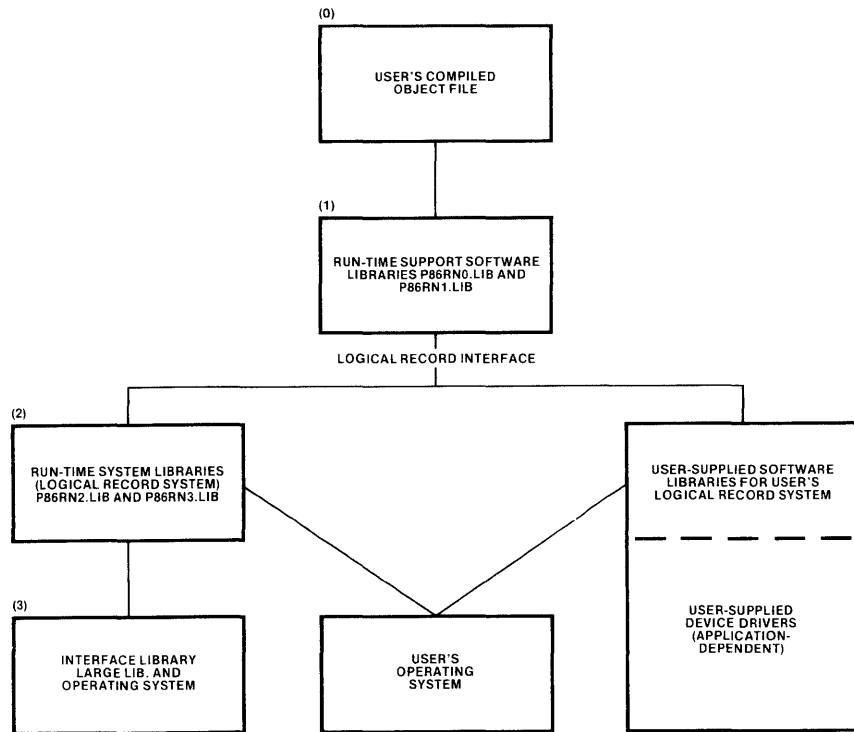 (0)
USER'S COMPILED
OBJECT FILE
(1)
RUN-TIME SUPPORT SOFTWARE
LIBRARIES P86RN0.LIB AND
P86RN1.LIB
LOGICAL RECORD INTERFACE
(2)
RUN-TIME SYSTEM LIBRARIES
(LOGICAL RECORD SYSTEM)
P86RN2.LIB AND P86RN3.LIB
USER-SUPPLIED SOFTWARE
LIBRARIES FOR USER'S
LOGICAL RECORD SYSTEM
(3)
INTERFACE LIBRARY
LARGE LIB. AND
OPERATING SYSTEM
USER'S
OPERATING
SYSTEM
USER-SUPPLIED
DEVICE DRIVERS
(APPLICATION-
DEPENDENT)